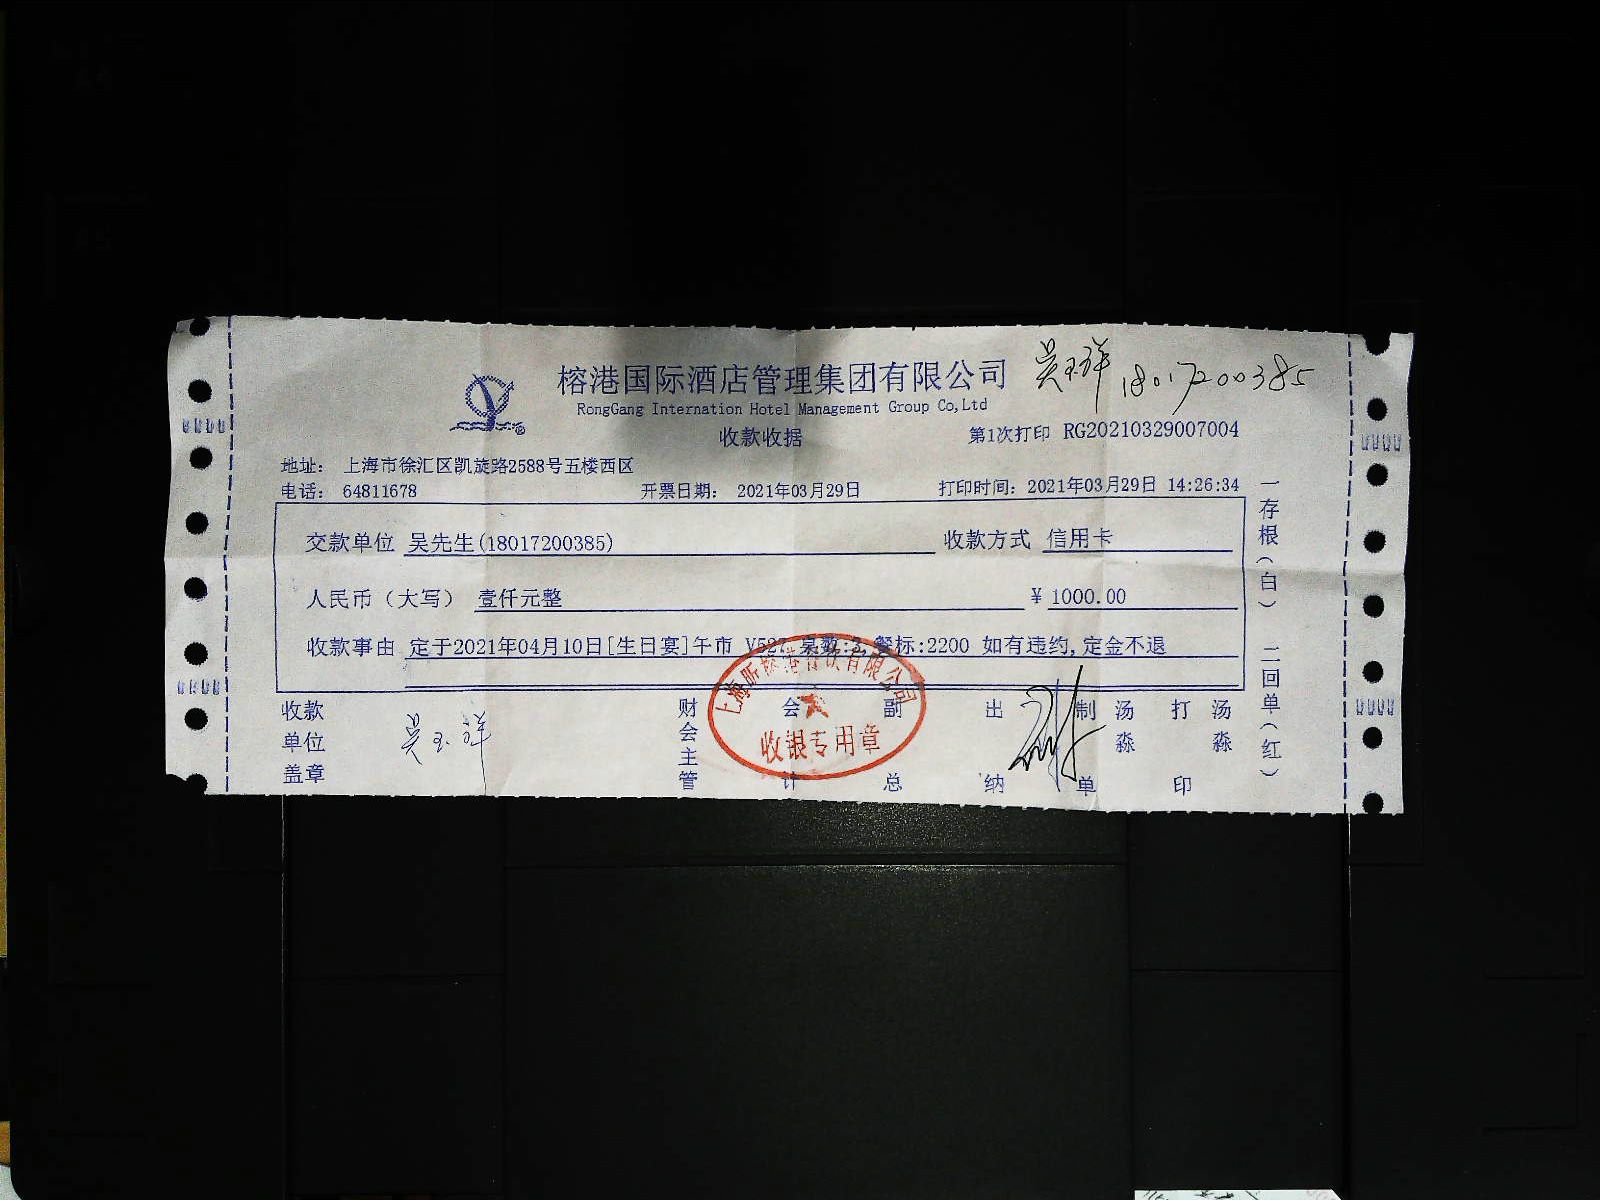 榕港国际酒店管理集团有限公司
吴玉祥 18017200385
RongGang Internation Hotel Management Group Co,Ltd
收款收据
第1次打印 RG20210329007004
地址: 上海市徐汇区凯旋路2588号五楼西区
电话: 64811678 开票日期: 2021年03月29日 打印时间: 2021年03月29日 14:26:34
交款单位 吴先生(18017200385) 收款方式 信用卡
人民币（大写） 壹仟元整 ¥ 1000.00
收款事由 定于2021年04月10日[生日宴]午市 V527 桌数: 餐标:2200 如有违约,定金不退
收款单位盖章 吴玉祥 财会主管 会计 副总 出纳 制单 汤淼 打印 汤淼
一存根（白） 二回单（红）
收银专用章